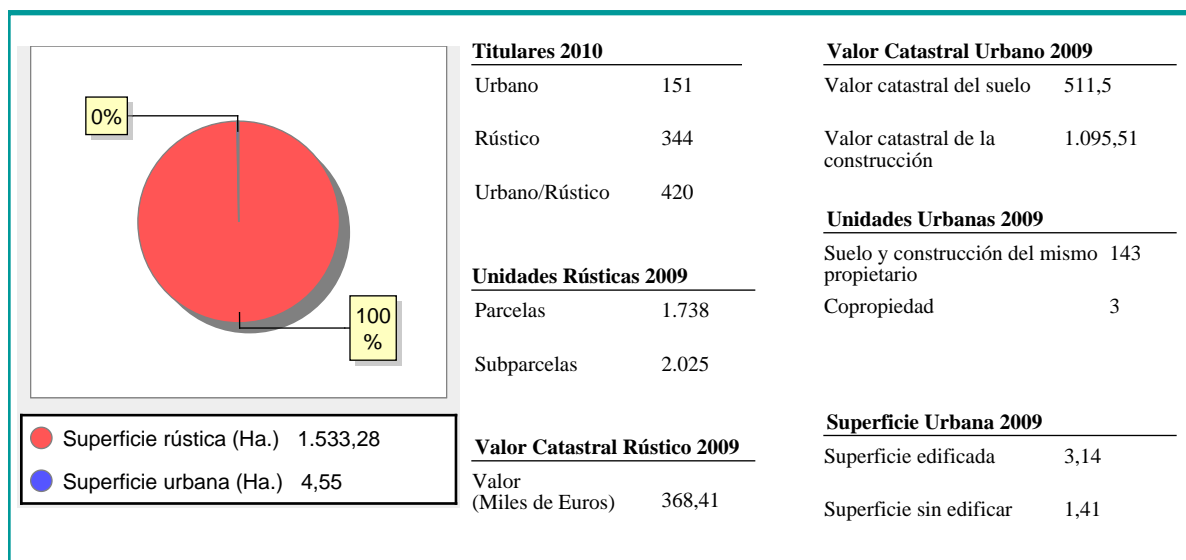 0%
100
%
Superficie rústica (Ha.) 1.533,28
Superficie urbana (Ha.) 4,55
Titulares 2010
Urbano 151
Rústico 344
Urbano/Rústico 420
Unidades Rústicas 2009
Parcelas 1.738
Subparcelas 2.025
Valor Catastral Rústico 2009
Valor
(Miles de Euros) 368,41
Valor Catastral Urbano 2009
Valor catastral del suelo 511,5
Valor catastral de la 1.095,51
construcción
Unidades Urbanas 2009
Suelo y construcción del mismo 143
propietario
Copropiedad 3
Superficie Urbana 2009
Superficie edificada 3,14
Superficie sin edificar 1,41